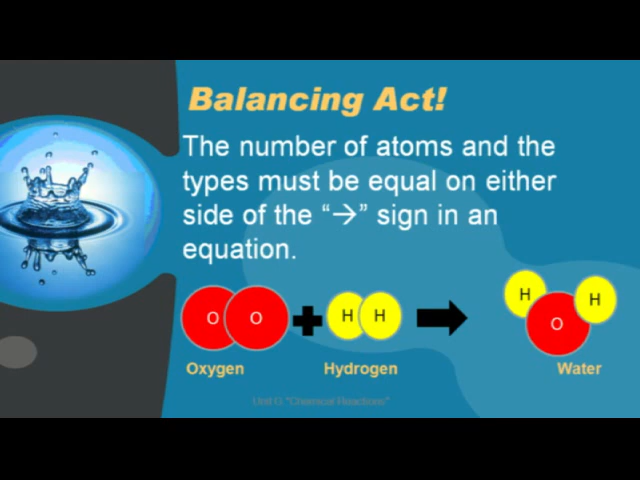 Balancing Act!
The number of atoms and the
types must be equal on either
side of the “→” sign in an
equation.
O O + H H → H O H
Oxygen Hydrogen Water
Unit G "Chemical Reactions"